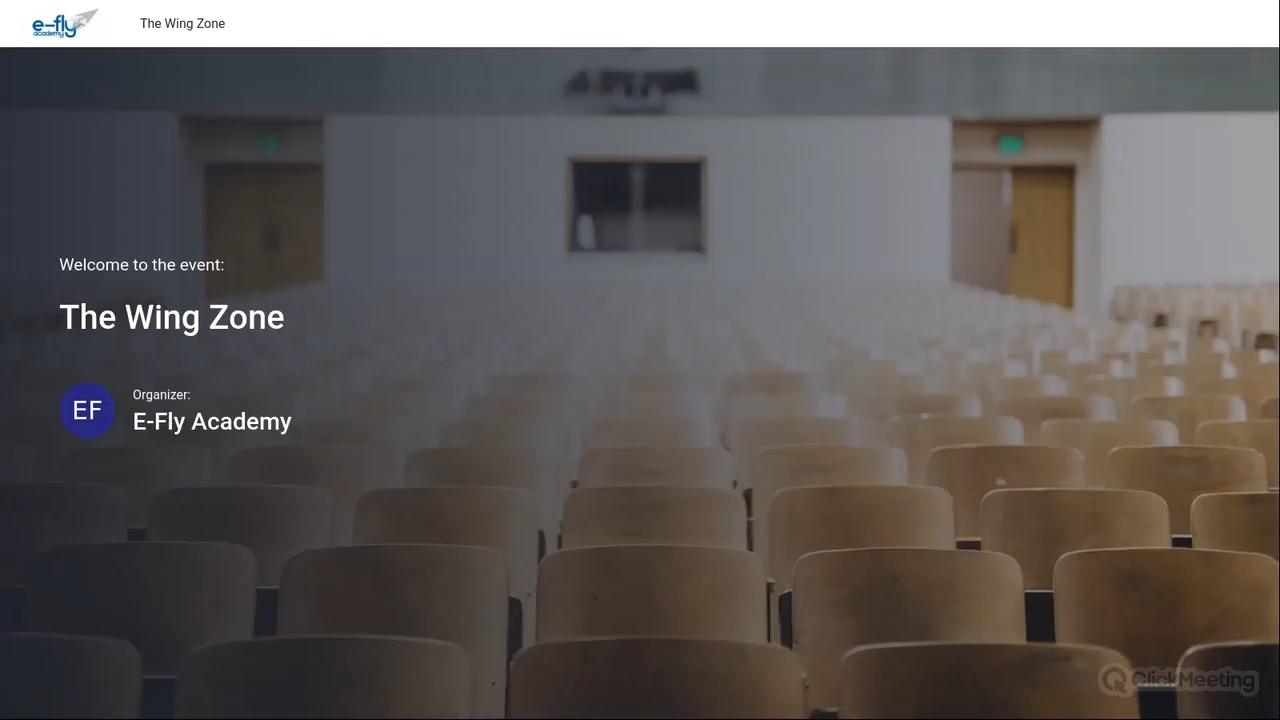 e-fly
academy
The Wing Zone
Welcome to the event:
The Wing Zone
EF
Organizer:
E-Fly Academy
ClickMeeting